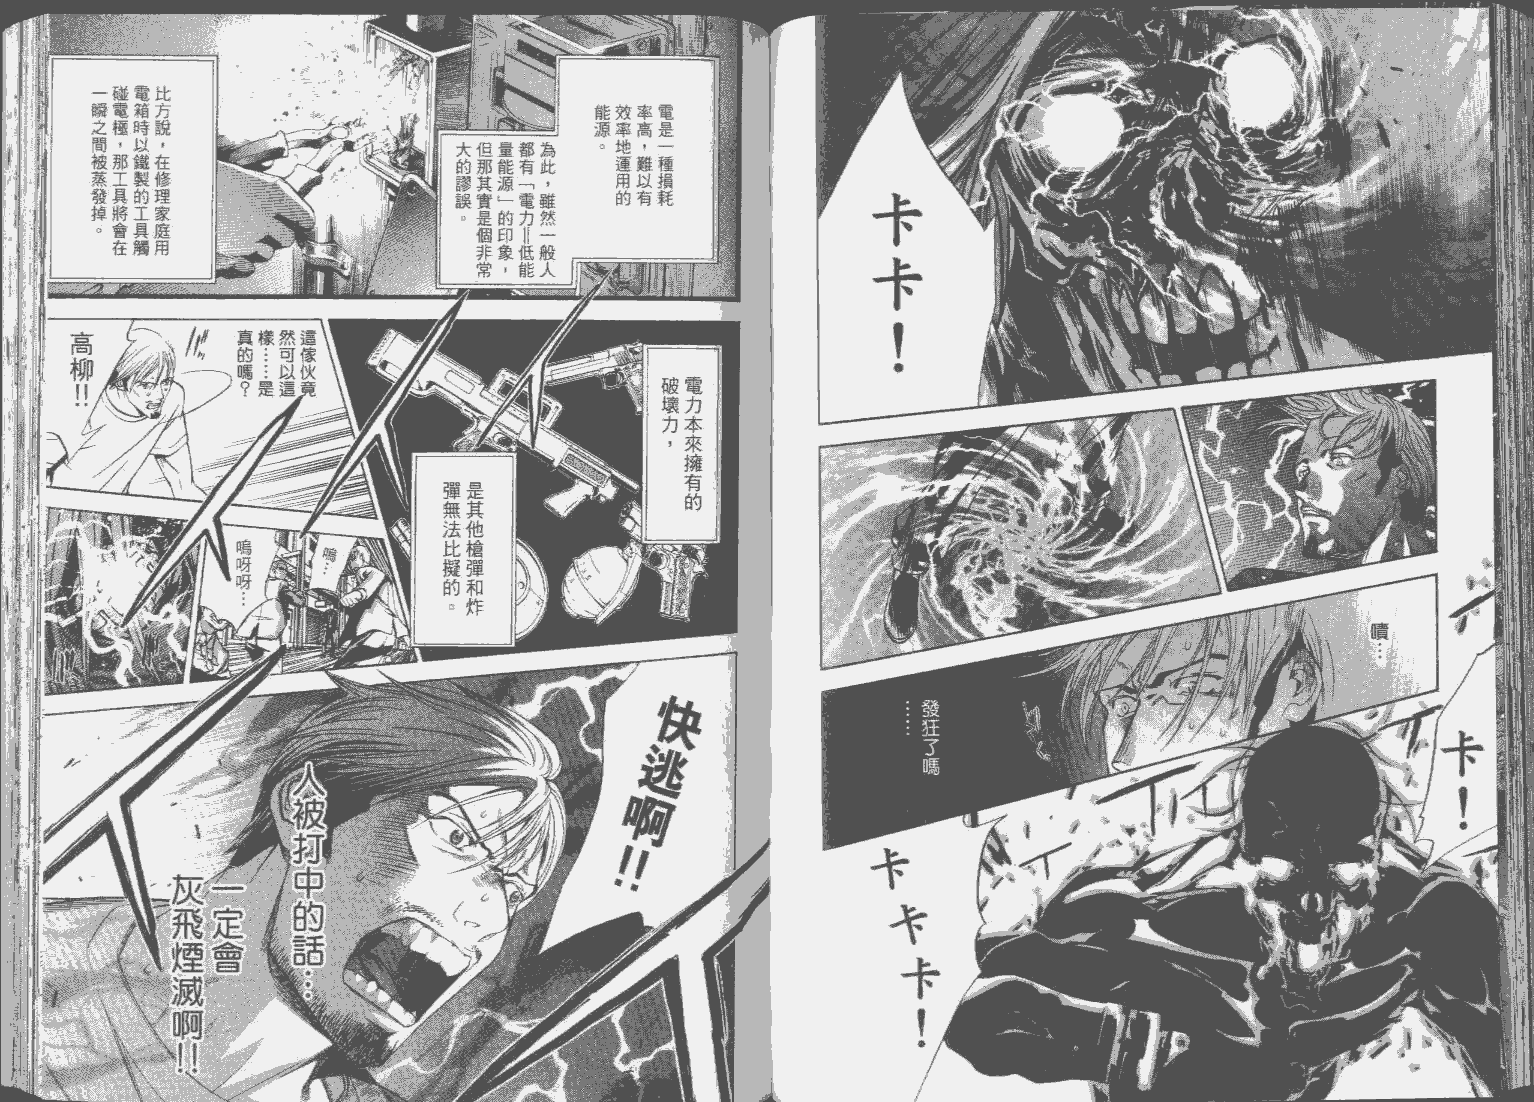 卡
卡！
嘖…
發狂了嗎
……
卡！
卡
卡
卡！
電是一種損耗
率高，難以有
效率地運用的
能源。
為此，雖然一般人
都有「電力＝低能
量能源」的印象，
但那其實是個非常
大的謬誤。
比方說，在修理家庭用
電箱時以鐵製的工具觸
碰電極，那工具將會在
一瞬之間被蒸發掉。
電力本來擁有的
破壞力，
是其他槍彈和炸
彈無法比擬的。
這傢伙竟
然可以這
樣……是
真的嗎？
高柳!!
嗚…
嗚呀呀…
快逃啊!!
人被打中的話…
一定會
灰飛煙滅啊!!